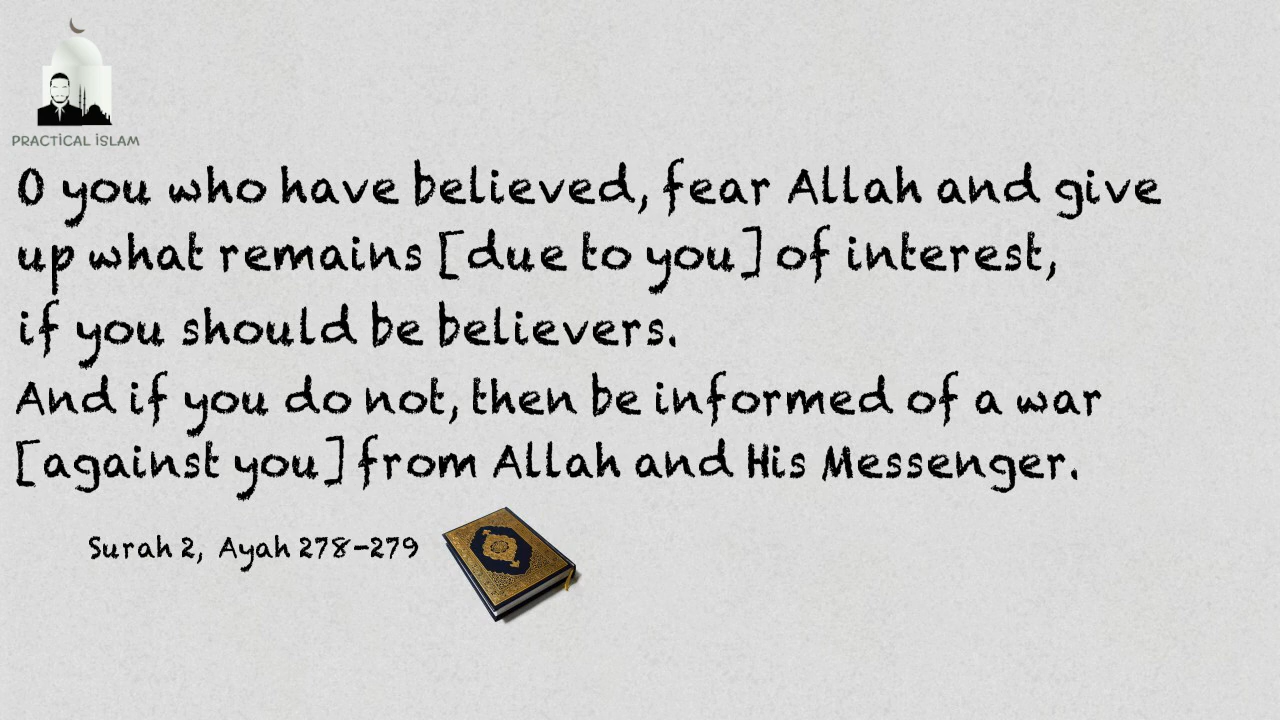 PRACTICAL ISLAM
O you who have believed, fear Allah and give
up what remains [due to you] of interest,
if you should be believers.
And if you do not, then be informed of a war
[against you] from Allah and His Messenger.
Surah 2, Ayah 278-279